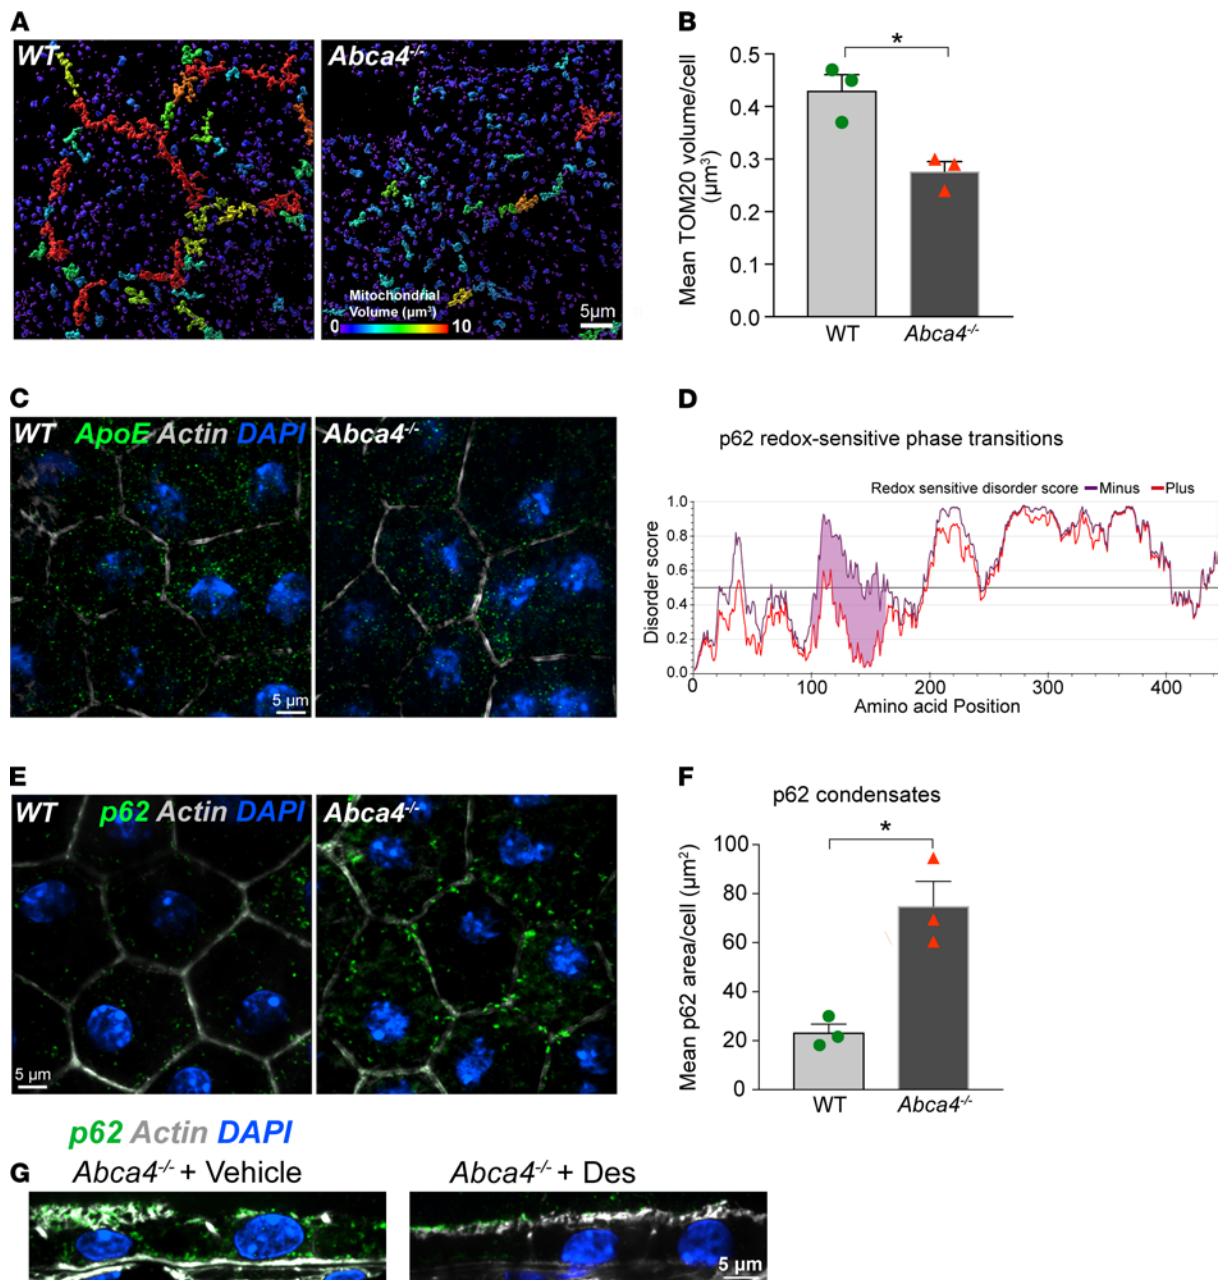 A
WT
Abca4-/-
Mitochondrial
Volume (µm³)
0
10
5µm
B
*
Mean TOM20 volume/cell
(µm³)
0.5
0.4
0.3
0.2
0.1
0.0
WT
Abca4-/-
C
WT ApoE Actin DAPI
Abca4-/-
5 µm
D
p62 redox-sensitive phase transitions
Redox sensitive disorder score Minus Plus
Disorder score
1.0
0.8
0.6
0.4
0.2
0.0
0 100 200 300 400
Amino acid Position
E
WT p62 Actin DAPI
Abca4-/-
5 µm
F
p62 condensates
*
Mean p62 area/cell (µm²)
100
80
60
40
20
0
WT
Abca4-/-
p62 Actin DAPI
G
Abca4-/- + Vehicle
Abca4-/- + Des
5 µm